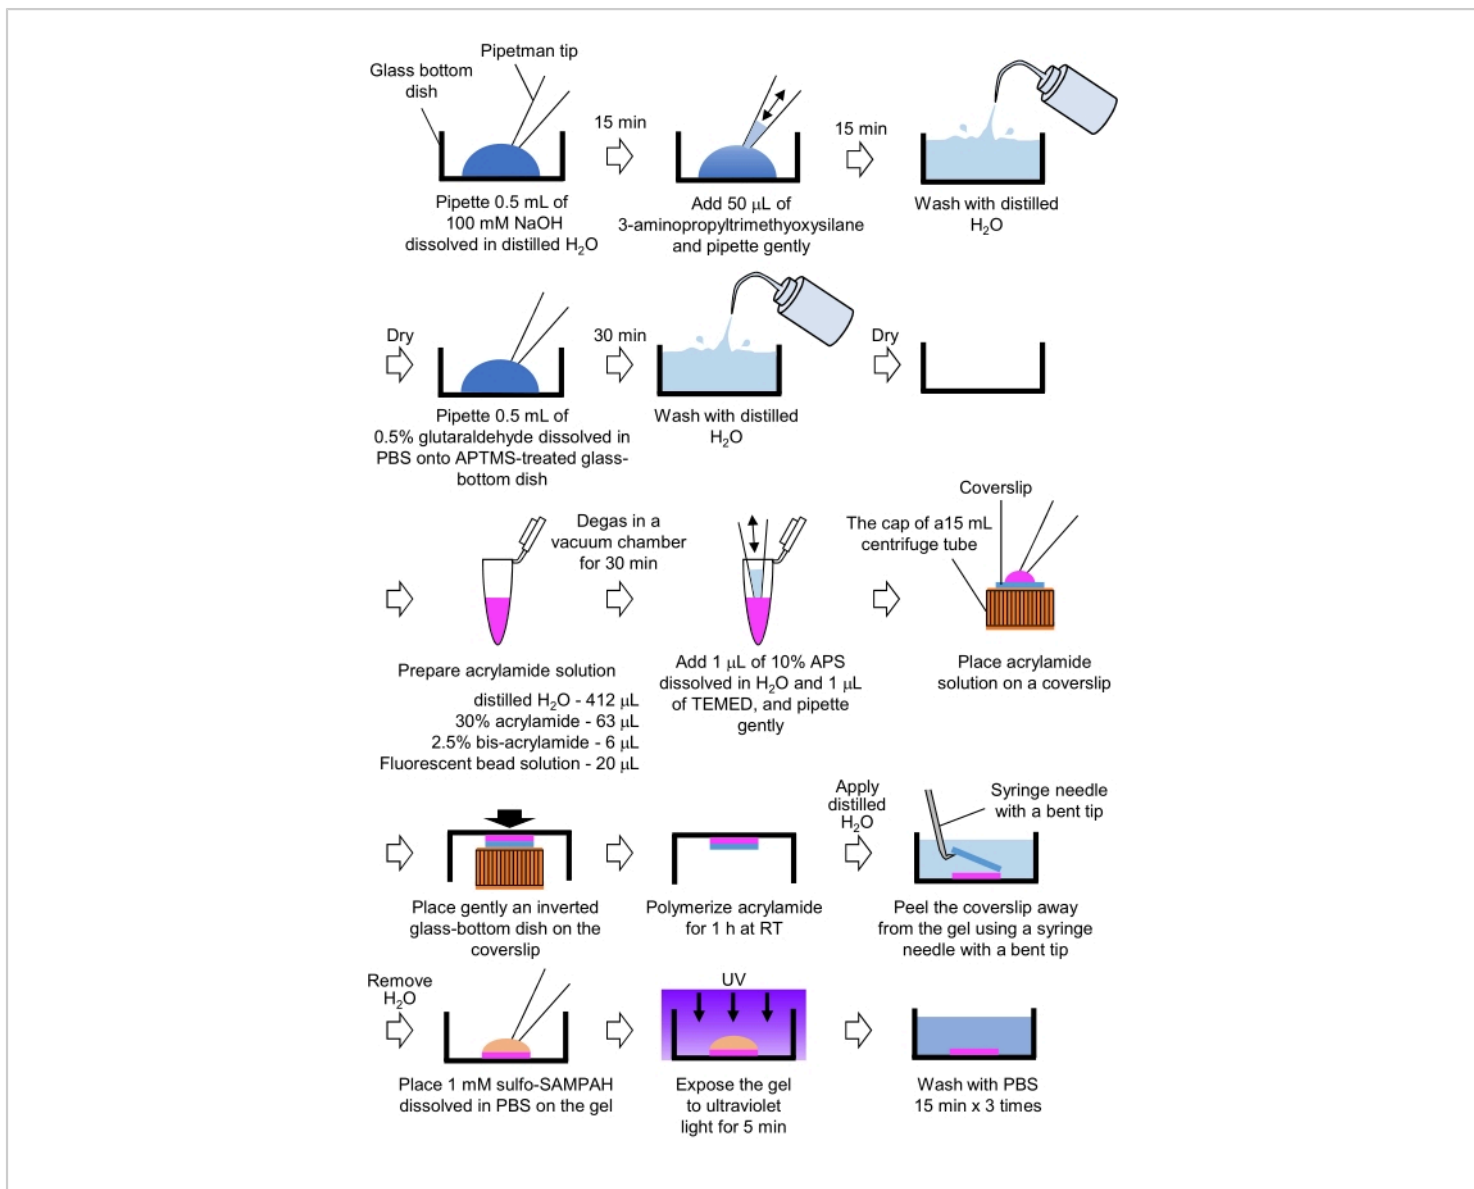 Pipetman tip
Glass bottom
dish
15 min
15 min
Pipette 0.5 mL of
100 mM NaOH
dissolved in distilled H₂O
Add 50 μL of
3-aminopropyltrimethyoxysilane
and pipette gently
Wash with distilled
H₂O
Dry
30 min
Dry
Pipette 0.5 mL of
0.5% glutaraldehyde dissolved in
PBS onto APTMS-treated glass-
bottom dish
Wash with distilled
H₂O
Degas in a
vacuum chamber
for 30 min
Coverslip
The cap of a15 mL
centrifuge tube
Prepare acrylamide solution
distilled H₂O - 412 μL
30% acrylamide - 63 μL
2.5% bis-acrylamide - 6 μL
Fluorescent bead solution - 20 μL
Add 1 μL of 10% APS
dissolved in H₂O and 1 μL
of TEMED, and pipette
gently
Place acrylamide
solution on a coverslip
Apply
distilled
H₂O
Syringe needle
with a bent tip
Place gently an inverted
glass-bottom dish on the
coverslip
Polymerize acrylamide
for 1 h at RT
Peel the coverslip away
from the gel using a syringe
needle with a bent tip
Remove
H₂O
UV
Place 1 mM sulfo-SAMPAH
dissolved in PBS on the gel
Expose the gel
to ultraviolet
light for 5 min
Wash with PBS
15 min x 3 times